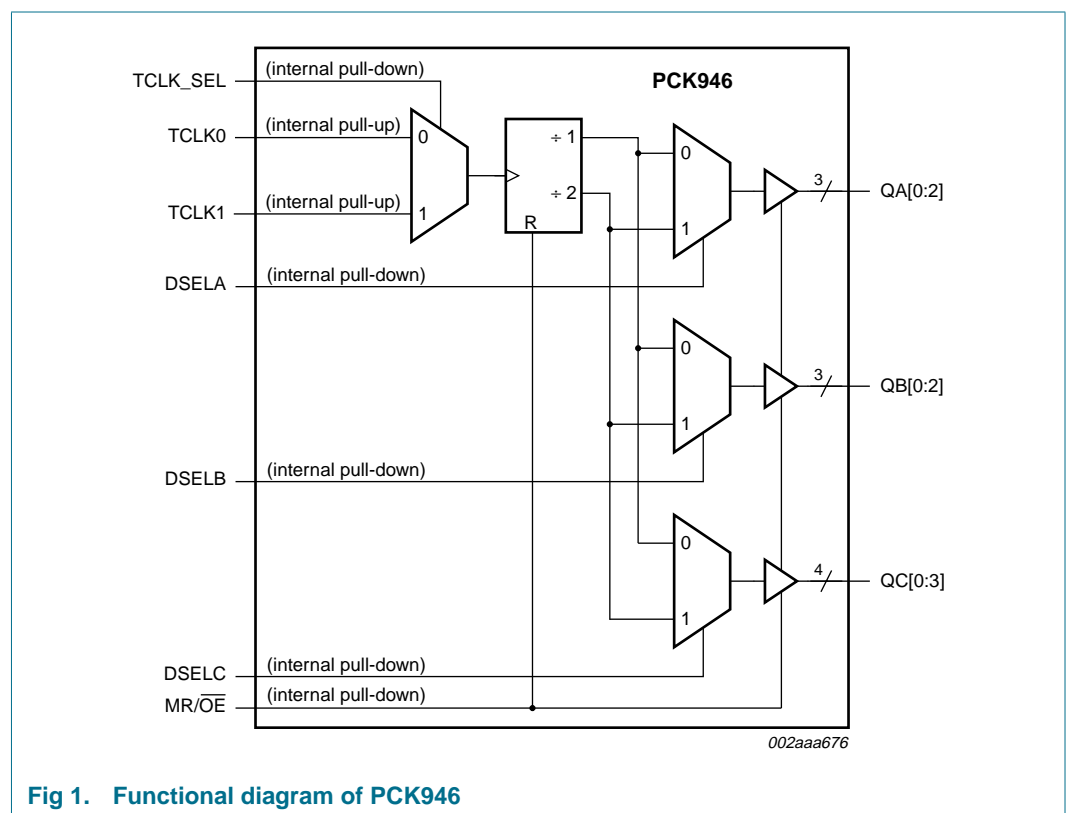 PCK946
TCLK_SEL (internal pull-down)
TCLK0 (internal pull-up) 0
÷ 1
0
÷ 2
3
QA[0:2]
TCLK1 (internal pull-up) 1
R
1
DSELA (internal pull-down)
0
3
QB[0:2]
1
DSELB (internal pull-down)
0
4
QC[0:3]
1
DSELC (internal pull-down)
MR/O̅E̅ (internal pull-down)
002aaa676
Fig 1. Functional diagram of PCK946